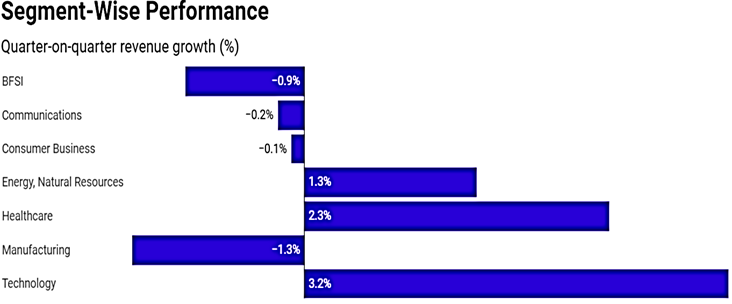 Segment-Wise Performance
Quarter-on-quarter revenue growth (%)
BFSI −0.9%
Communications −0.2%
Consumer Business −0.1%
Energy, Natural Resources 1.3%
Healthcare 2.3%
Manufacturing −1.3%
Technology 3.2%